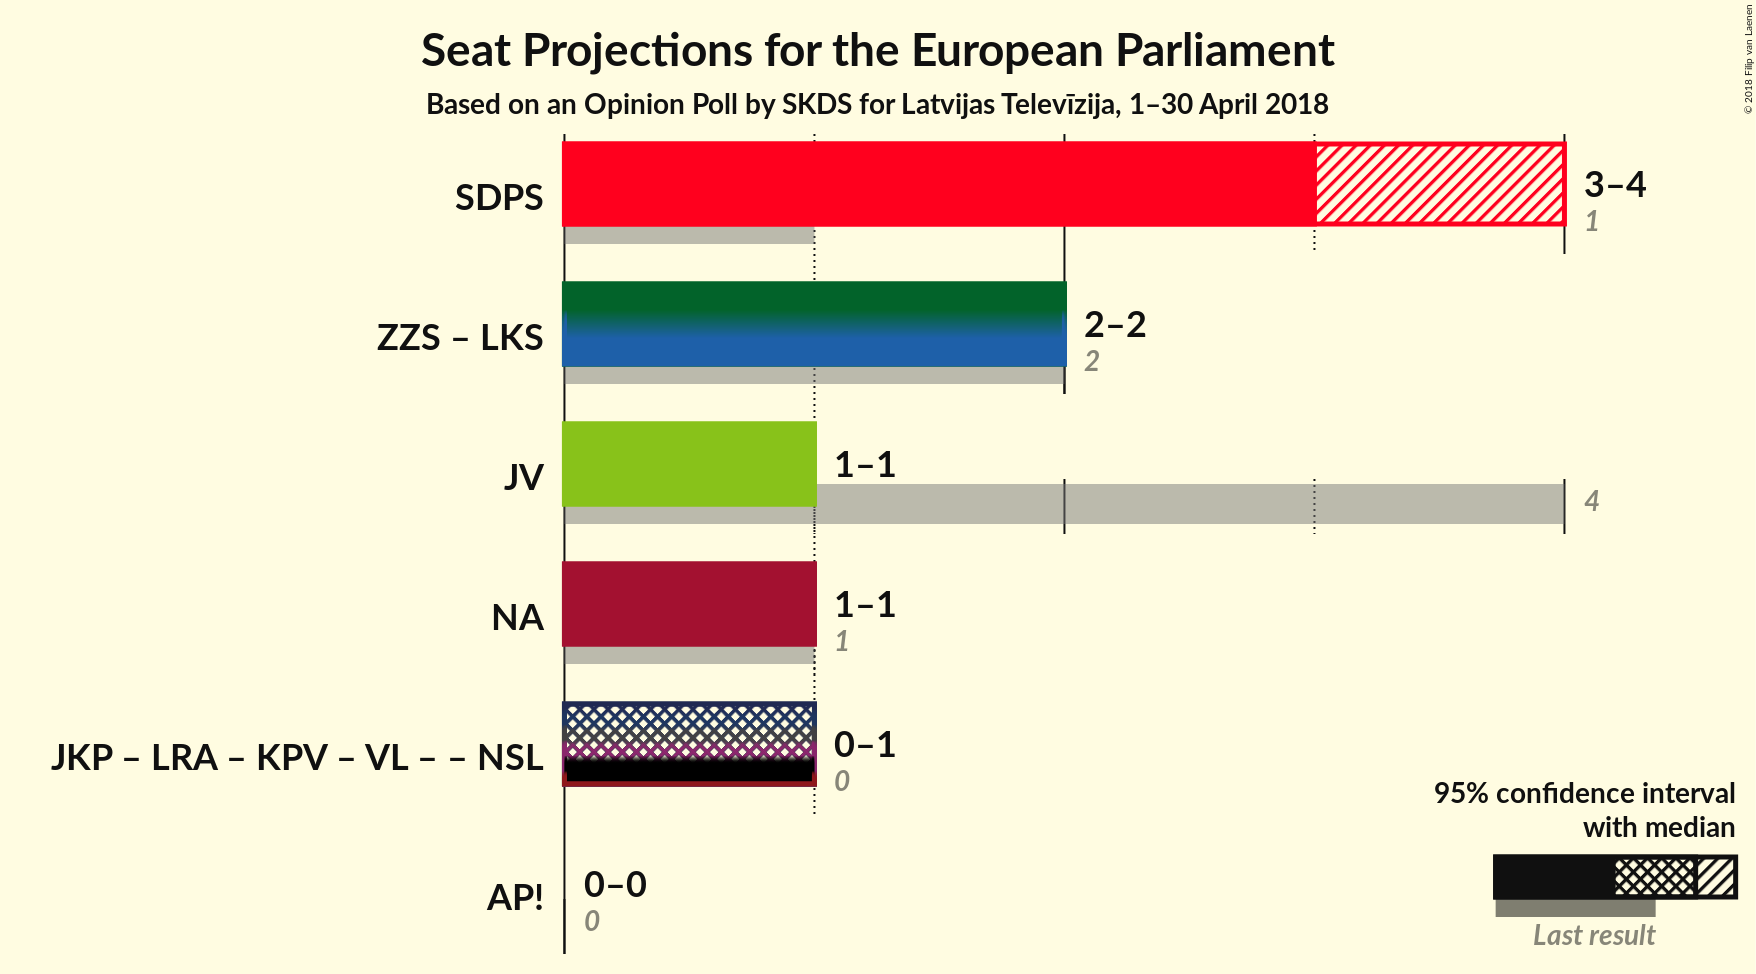 Seat Projections for the European Parliament
Based on an Opinion Poll by SKDS for Latvijas Televīzija, 1–30 April 2018
© 2018 Filip van Laenen
SDPS
3–4
1
ZZS – LKS
2–2
2
JV
1–1
4
NA
1–1
1
JKP – LRA – KPV – VL – – NSL
0–1
0
AP!
0–0
0
95% confidence interval
with median
Last result